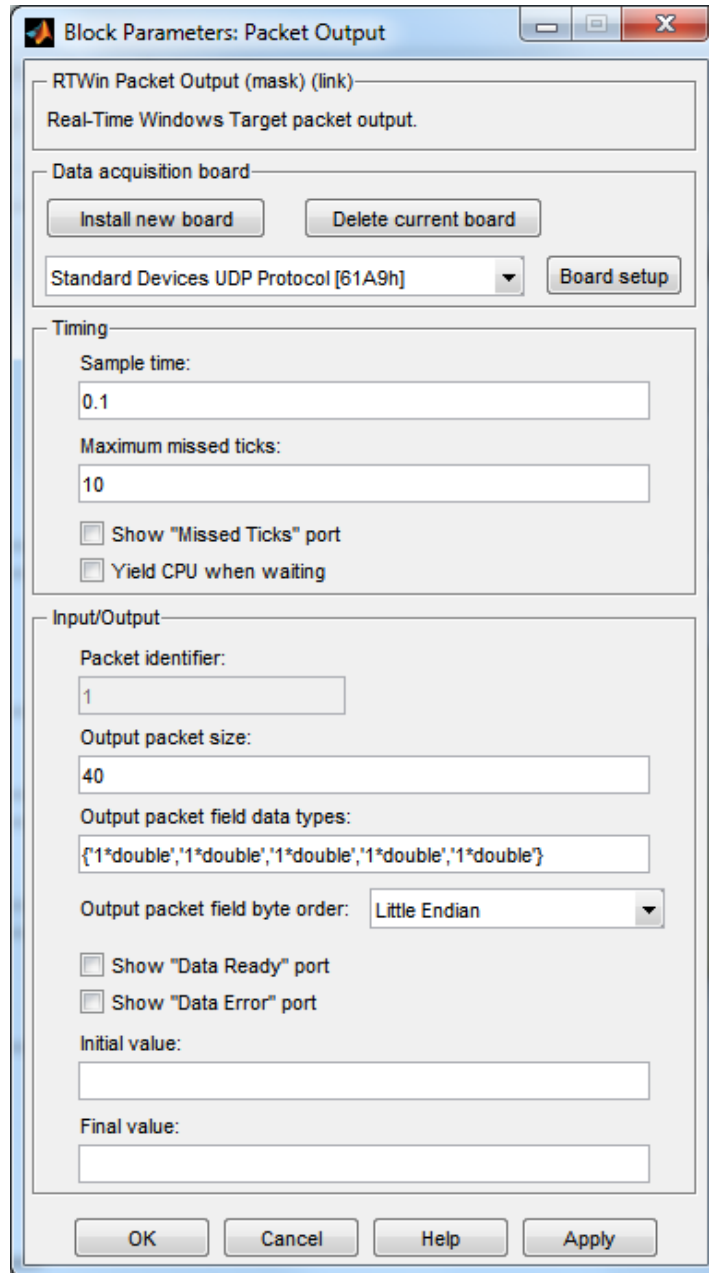 Block Parameters: Packet Output
RTWin Packet Output (mask) (link)
Real-Time Windows Target packet output.
Data acquisition board
Install new board Delete current board
Standard Devices UDP Protocol [61A9h] Board setup
Timing
Sample time:
0.1
Maximum missed ticks:
10
Show "Missed Ticks" port
Yield CPU when waiting
Input/Output
Packet identifier:
1
Output packet size:
40
Output packet field data types:
{'1*double','1*double','1*double','1*double','1*double'}
Output packet field byte order: Little Endian
Show "Data Ready" port
Show "Data Error" port
Initial value:
Final value:
OK Cancel Help Apply